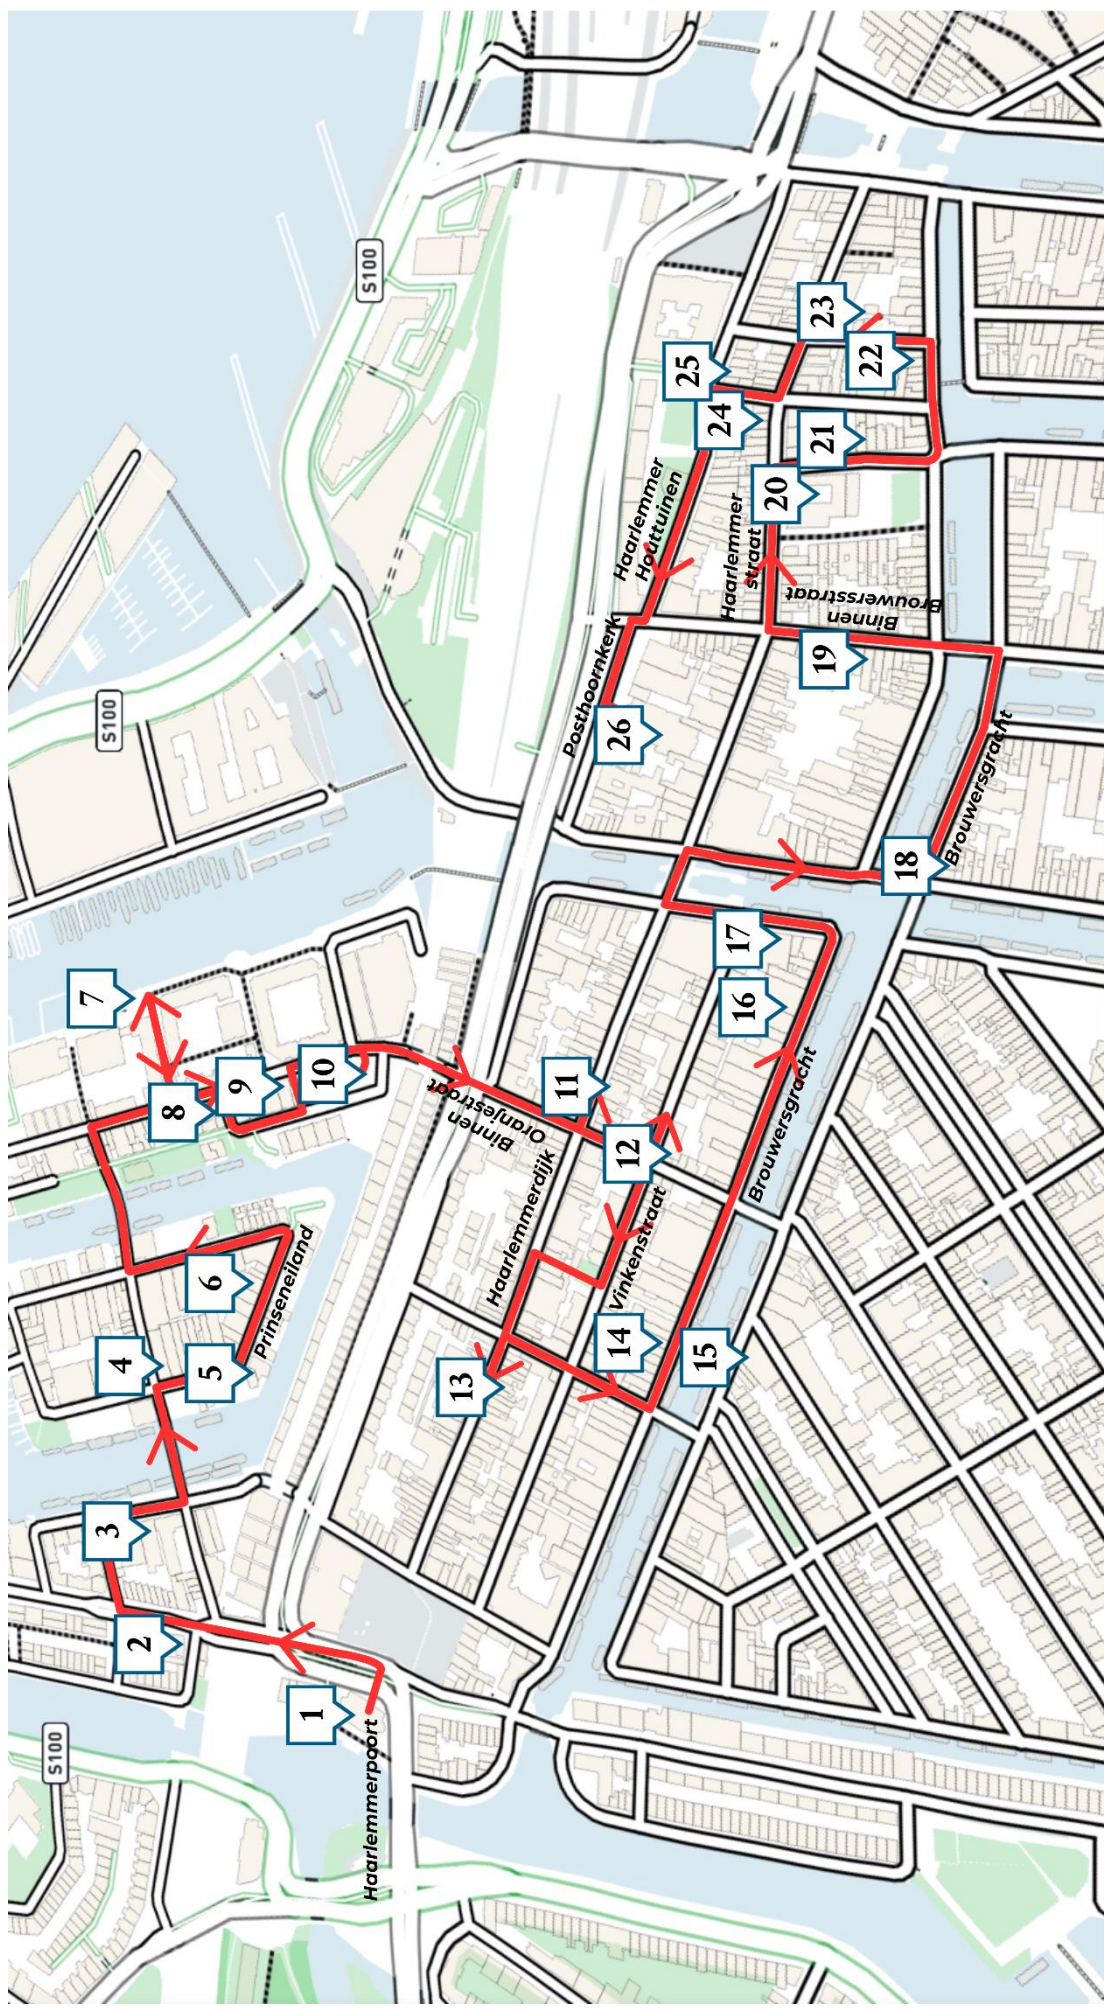 S100
S100
S100
1
Haarlemmerpoort
2
3
4
5
Prinseneiland
6
7
8
9
10
Binnen
Oranjestraat
11
12
Vinkenstraat
Haarlemmerdijk
13
14
15
Brouwersgracht
16
17
18
Brouwersgracht
19
Binnen
Brouwersstraat
Haarlemmer
straat
20
21
22
23
24
25
Haarlemmer
Houttuinen
Posthoornkerk
26